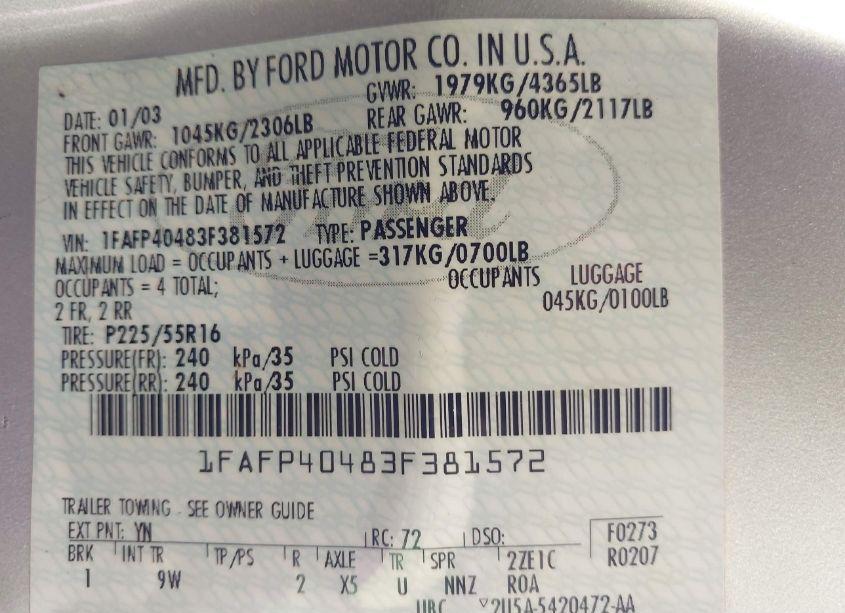 MFD. BY FORD MOTOR CO. IN U.S.A.
DATE: 01/03 GVWR: 1979KG/4365LB
FRONT GAWR: 1045KG/2306LB REAR GAWR: 960KG/2117LB
THIS VEHICLE CONFORMS TO ALL APPLICABLE FEDERAL MOTOR
VEHICLE SAFETY, BUMPER, AND THEFT PREVENTION STANDARDS
IN EFFECT ON THE DATE OF MANUFACTURE SHOWN ABOVE.
VIN: 1FAFP40483F381572 TYPE: PASSENGER
MAXIMUM LOAD = OCCUPANTS + LUGGAGE =317KG/0700LB
OCCUPANTS = 4 TOTAL; OCCUPANTS LUGGAGE
2 FR, 2 RR 045KG/0100LB
TIRE: P225/55R16
PRESSURE(FR): 240 kPa/35 PSI COLD
PRESSURE(RR): 240 kPa/35 PSI COLD
1FAFP40483F381572
TRAILER TOWING - SEE OWNER GUIDE
EXT PNT: YN RC: 72 DSO: F0273
BRK INT TR TP/PS R AXLE TR SPR 2ZE1C R0207
1 9W 2 X5 U NNZ ROA
UBC ▽2U5A-5420472-AA